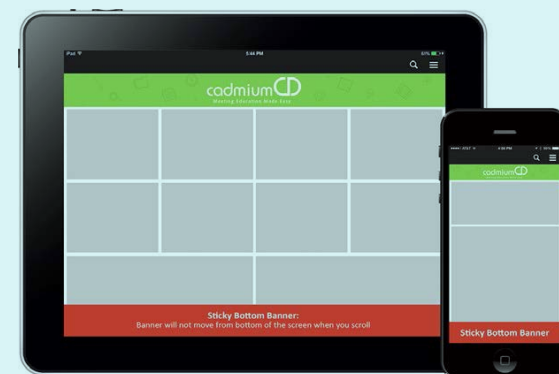 iPad
5:44 PM
cadmiumCD
Meeting Education Made Easy
Sticky Bottom Banner:
Banner will not move from bottom of the screen when you scroll
cadmiumCD
Sticky Bottom Banner